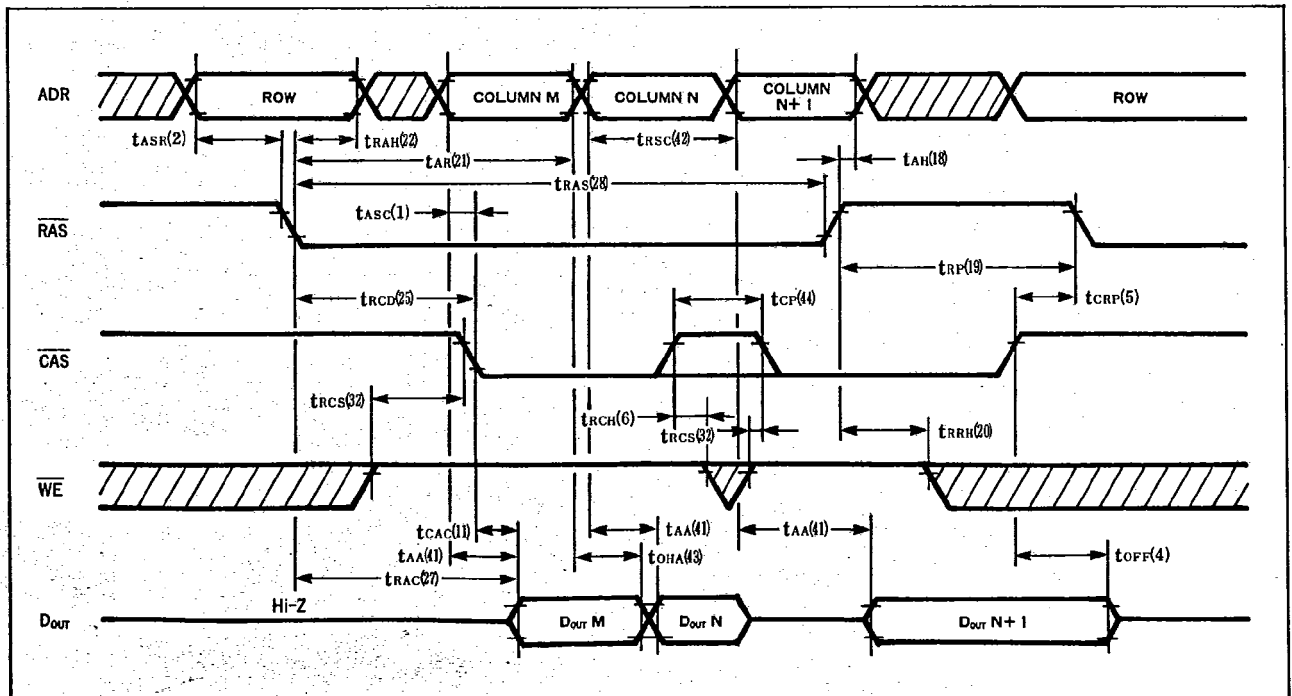 ADR ROW COLUMN M COLUMN N COLUMN N+1 ROW
tASR(2) tRAH(22) tRSC(42) tAH(18)
tAR(21)
tRAS(28)
tASC(1)
RAS
tRP(19)
tRCD(25) tCP(44) tCRP(5)
CAS
tRCS(32) tRCH(6) tRCS(32) tRRH(20)
WE
tCAC(11) tAA(41) tAA(41)
tAA(41) tOHA(43) tOFF(4)
tRAC(27)
Hi-Z
DOUT DOUT M DOUT N DOUT N+1